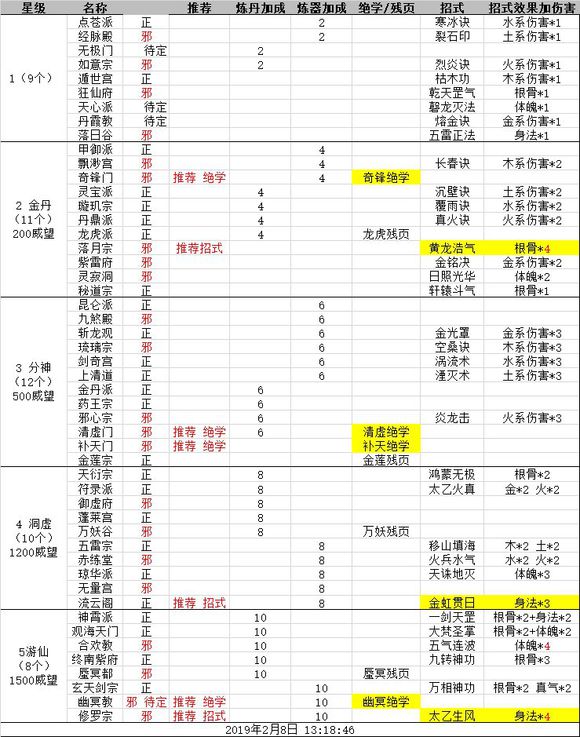 星级 名称 推荐 炼丹加成 炼器加成 绝学/残页 招式 招式效果加伤害
1（9个）
点苍派 正 2 寒冰诀 水系伤害*1
经脉殿 邪 2 裂石印 土系伤害*1
无极门 待定 2
如意宗 邪 2 烈炎诀 火系伤害*1
遁世宫 正 枯木功 木系伤害*1
狂仙府 邪 乾天罡气 根骨*1
天心派 待定 磬龙灭法 体魄*1
丹霞教 待定 熔金诀 金系伤害*1
落日谷 邪 五雷正法 身法*1
2 金丹
（11个）
200威望
甲御派 正 4
飘渺宫 邪 4 长春诀 木系伤害*2
奇锋门 邪 推荐 绝学 4 奇锋绝学
灵宝派 正 4 沉壁诀 土系伤害*2
璇玑宗 正 4 覆雨诀 水系伤害*2
丹鼎派 正 4 真火诀 火系伤害*2
龙虎派 正 4 龙虎残页
落月宗 邪 推荐招式 黄龙浩气 根骨*4
紫雷府 邪 金铭决 金系伤害*2
灵寂洞 邪 日照光华 体魄*2
秘道宗 正 轩辕斗气 根骨*1
3 分神
（12个）
500威望
昆仑派 正 6
九煞殿 邪 6
斩龙观 正 6 金光罩 金系伤害*3
琉璃宗 邪 6 空桑诀 木系伤害*3
剑奇宫 正 6 涡流术 水系伤害*3
上清道 正 6 湮灭术 土系伤害*3
金丹派 正 6
药王宗 正 6
邪心宗 邪 6 炎龙击 火系伤害*3
清虚门 邪 推荐 绝学 6 清虚绝学
补天门 邪 推荐 绝学 补天绝学
金莲宗 正 金莲残页
4 洞虚
（10个）
1200威望
天衍宗 正 8 鸿蒙无极 根骨*2
符录派 正 8 太乙火真 金*2 火*2
御虚府 邪 8
蓬莱宫 正 8
万妖谷 邪 8 万妖残页
五雷宗 正 8 移山填海 木*2 土*2
赤练堂 邪 8 火兵水气 水*2 火*2
琼华派 正 8 天诛地灭 体魄*3
无量宫 正 8
流云阁 正 推荐 招式 8 金虹贯日 身法*3
5游仙
（8个）
1500威望
神霄派 正 10 一剑天罡 根骨*2+身法*2
观海天门 正 10 大梵圣掌 根骨*2+体魄*2
合欢教 邪 10 五气连波 体魄*4
终南紫府 正 10 九转神功 根骨*3
蜃冥都 邪 10 蜃冥残页
玄天剑宗 正 10 万相神功 根骨*2 真气*2
幽冥教 邪 待定 推荐 绝学 10 幽冥绝学
修罗宗 邪 推荐 招式 10 太乙生风 身法*4
2019年2月8日 13:18:46